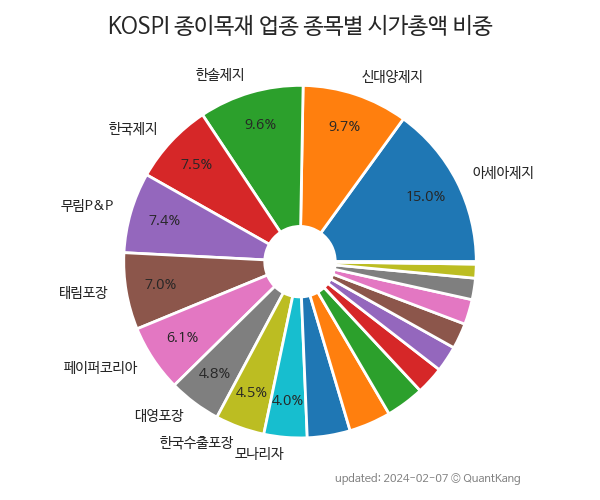 KOSPI 종이목재 업종 종목별 시가총액 비중
한솔제지
신대양제지
9.6%
9.7%
한국제지
7.5%
아세아제지
15.0%
무림P&P
7.4%
태림포장
7.0%
페이퍼코리아
6.1%
4.8%
4.5%
4.0%
대영포장
한국수출포장
모나리자
updated: 2024-02-07 © QuantKang